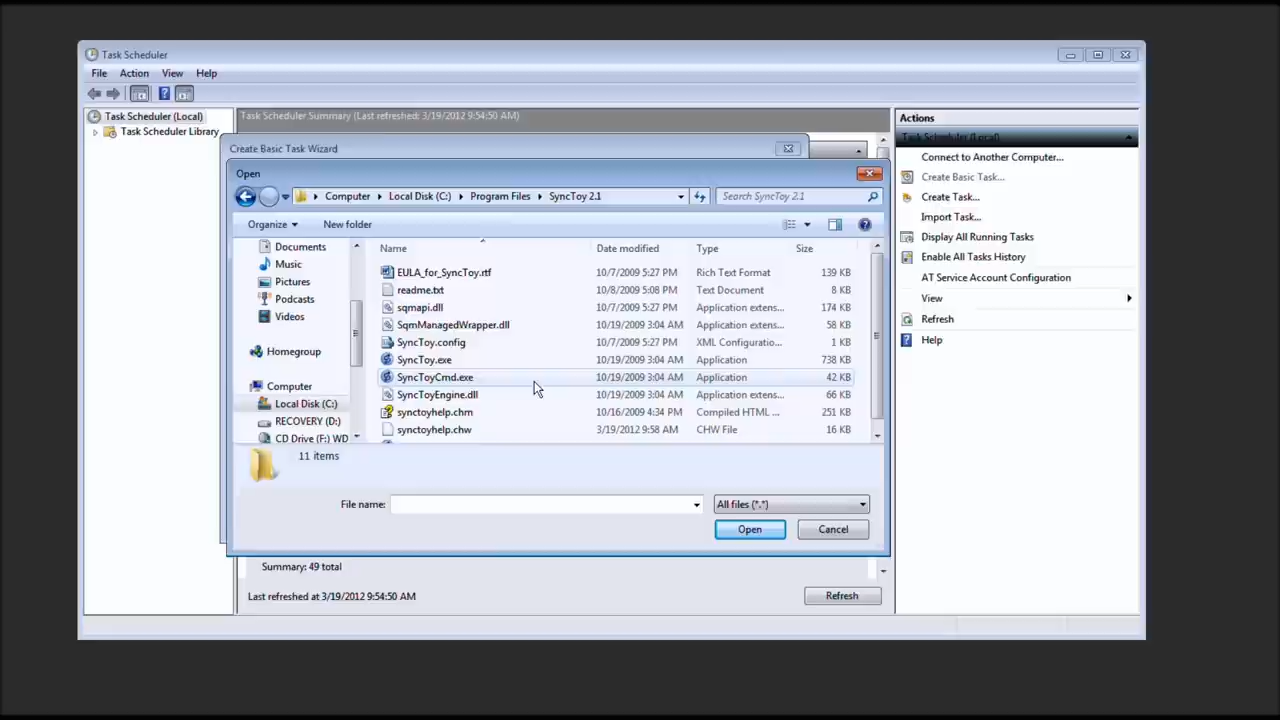 Task Scheduler
File Action View Help
Task Scheduler (Local)
Task Scheduler Library
Task Scheduler Summary (Last refreshed: 3/19/2012 9:54:50 AM)
Create Basic Task Wizard
Open
Computer Local Disk (C:) Program Files SyncToy 2.1 Search SyncToy 2.1
Organize New folder
Documents
Music
Pictures
Podcasts
Videos
Homegroup
Computer
Local Disk (C:)
RECOVERY (D:)
CD Drive (F:) WD
Name Date modified Type Size
EULA_for_SyncToy.rtf 10/7/2009 5:27 PM Rich Text Format 139 KB
readme.txt 10/8/2009 5:08 PM Text Document 8 KB
sqmapi.dll 10/7/2009 5:27 PM Application extens... 174 KB
SqmManagedWrapper.dll 10/19/2009 3:04 AM Application extens... 58 KB
SyncToy.config 10/7/2009 5:27 PM XML Configuratio... 1 KB
SyncToy.exe 10/19/2009 3:04 AM Application 738 KB
SyncToyCmd.exe 10/19/2009 3:04 AM Application 42 KB
SyncToyEngine.dll 10/19/2009 3:04 AM Application extens... 66 KB
synctoyhelp.chm 10/16/2009 4:34 PM Compiled HTML ... 251 KB
synctoyhelp.chw 3/19/2012 9:58 AM CHW File 16 KB
11 items
File name: All files (*.*)
Open Cancel
Summary: 49 total
Last refreshed at 3/19/2012 9:54:50 AM Refresh
Actions
Task Scheduler (Local)
Connect to Another Computer...
Create Basic Task...
Create Task...
Import Task...
Display All Running Tasks
Enable All Tasks History
AT Service Account Configuration
View
Refresh
Help